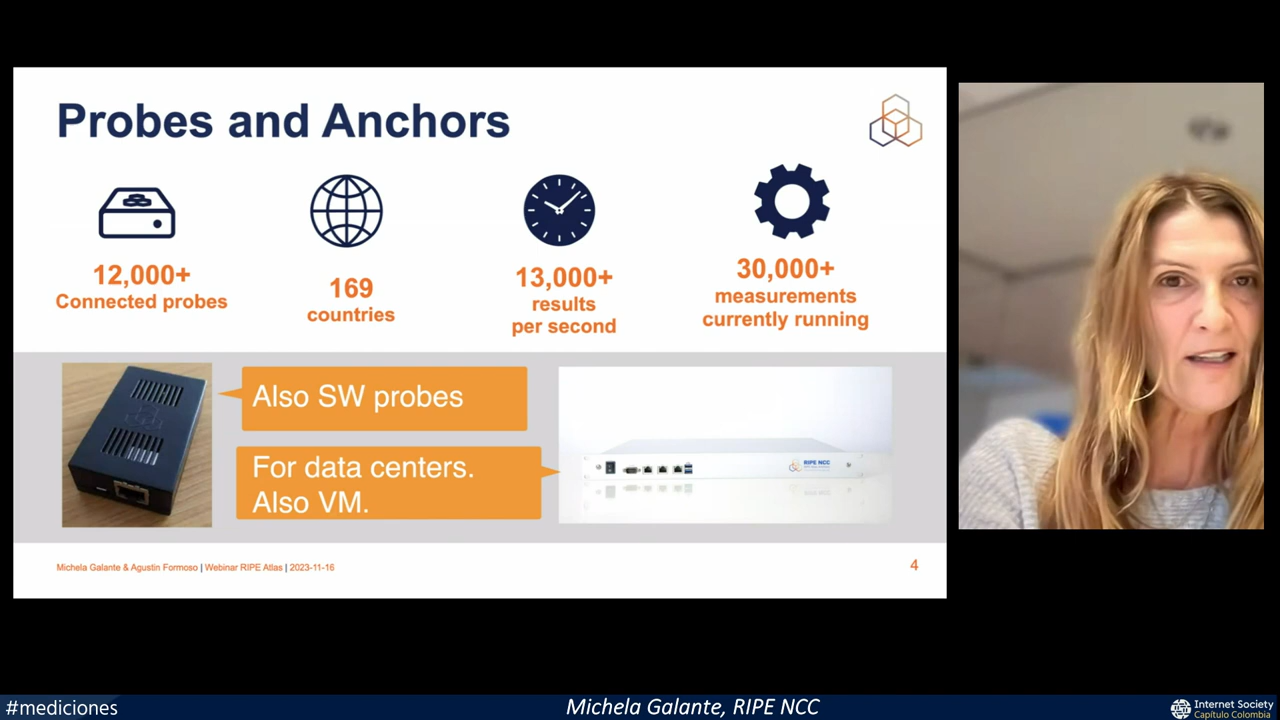 Probes and Anchors
12,000+
Connected probes
169
countries
13,000+
results
per second
30,000+
measurements
currently running
Also SW probes
For data centers.
Also VM.
RIPE NCC
Michela Galante & Agustin Formoso | Webinar RIPE Atlas | 2023-11-16
4
#mediciones
Michela Galante, RIPE NCC
Internet Society
Capítulo Colombia